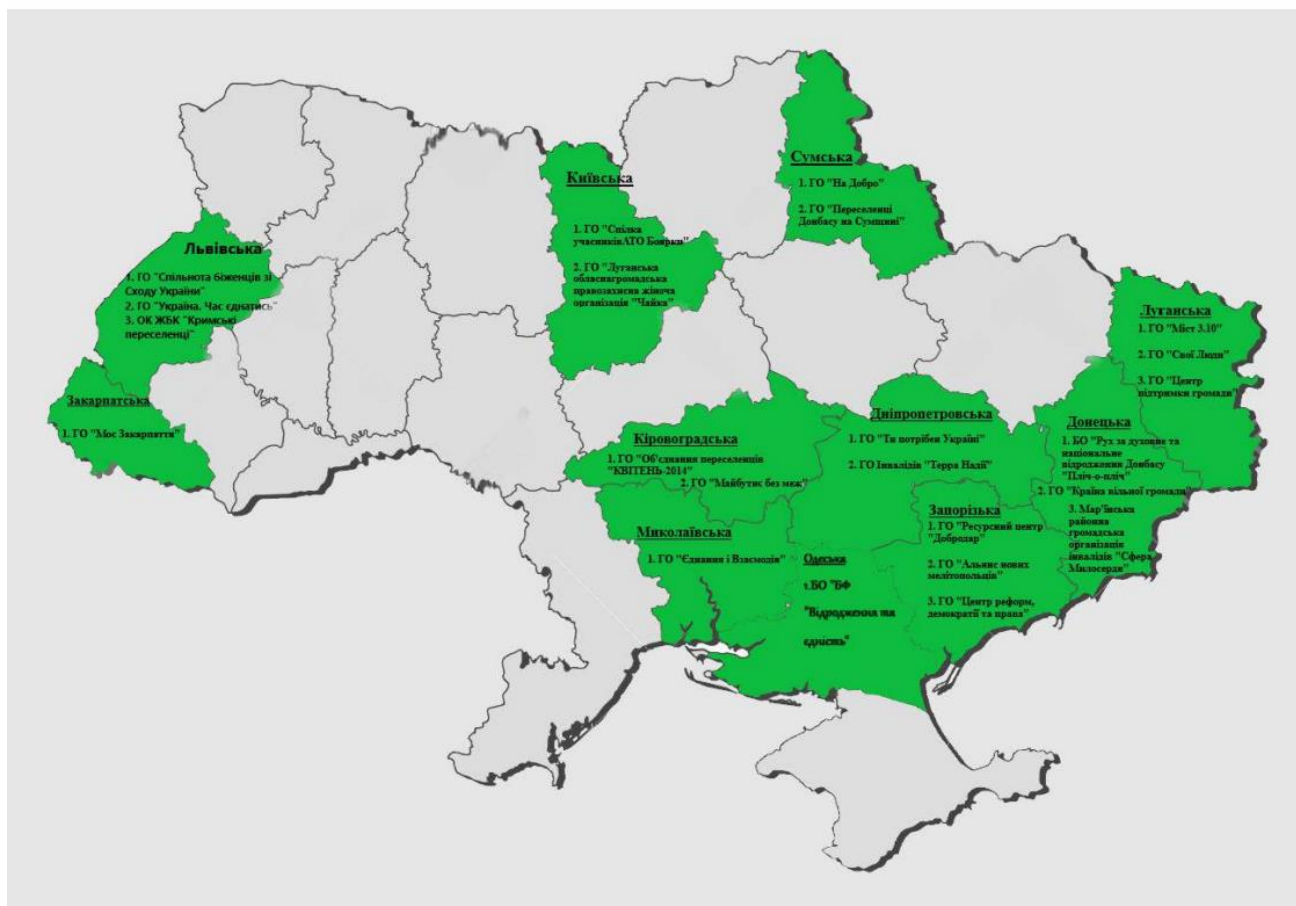 Сумська
1. ГО "На Добро"
2. ГО "Переселенці
Донбасу на Сумщині"
Київська
1. ГО "Спілка
учасниківАТО Боярки"
2. ГО "Луганська
обласнагромадська
правозахисна жіноча
організація "Чайка"
Львівська
1. ГО "Спільнота біженців зі
Сходу України"
2. ГО "Україна. Час єднатись"
3. ОК ЖБК "Кримські
переселенці"
Закарпатська
1. ГО "Моє Закарпаття"
Луганська
1. ГО "Міст 3.10"
2. ГО "Свої Люди"
3. ГО "Центр
підтримки громади"
Донецька
1. БО "Рух за духовне та
національне
відродження Донбасу
"Пліч-о-пліч"
2. ГО "Країна вільної громади"
3. Мар'їнська
районна
громадська
організація
інвалідів "Сфера
Милосердя"
Дніпропетровська
1. ГО "Ти потрібен Україні"
2. ГО Інвалідів "Терра Надії"
Кіровоградська
1. ГО "Об'єднання переселенців
"КВІТЕНЬ-2014"
2. ГО "Майбутнє без меж"
Запорізька
1. ГО "Ресурсний центр
"Добродар"
2. ГО "Альянс нових
мелітопольців"
3. ГО "Центр реформ,
демократії та права"
Миколаївська
1. ГО "Єднання і Взаємодія"
Одеська
1.БО "БФ
"Відродження та
єдність"